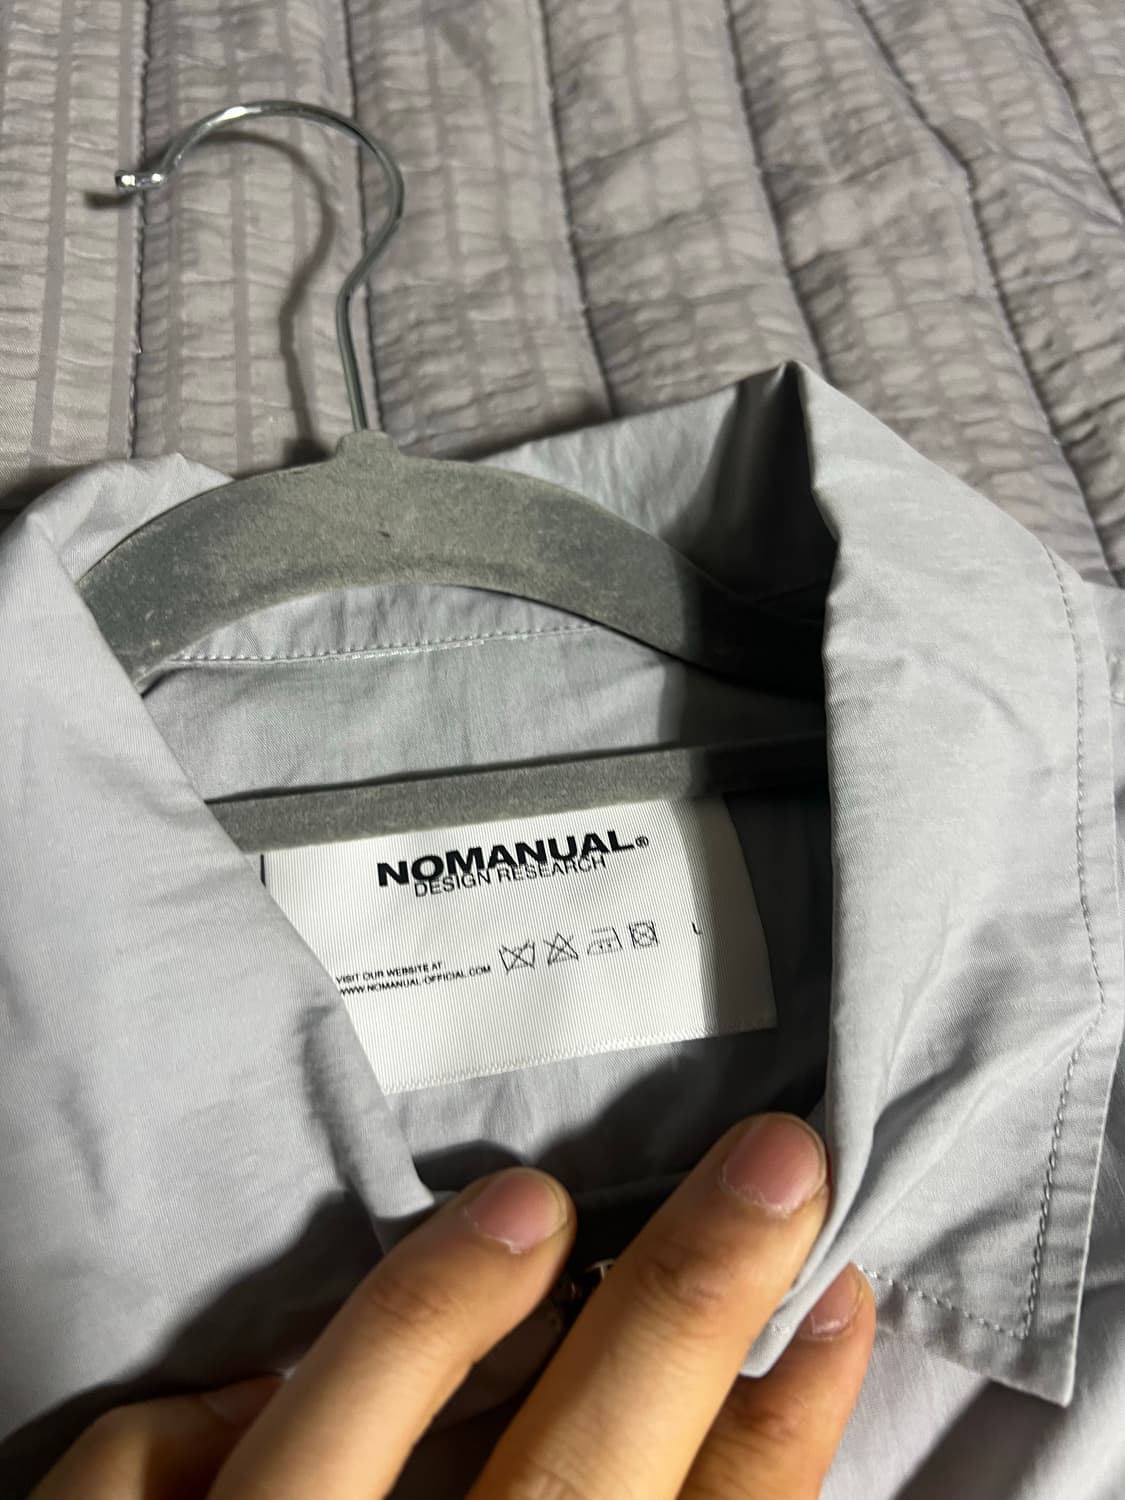 NOMANUAL®
DESIGN RESEARCH
VISIT OUR WEBSITE AT
WWW.NOMANUAL-OFFICIAL.COM
L